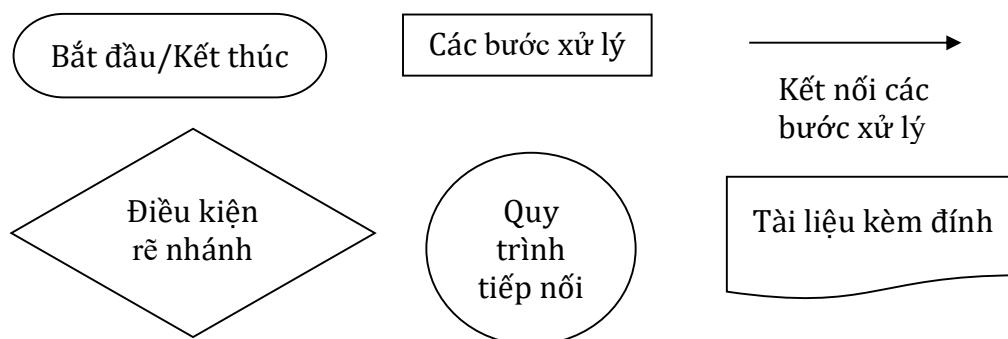 Bắt đầu/Kết thúc
Các bước xử lý
Kết nối các
bước xử lý
Điều kiện
rẽ nhánh
Quy
trình
tiếp nối
Tài liệu kèm đính